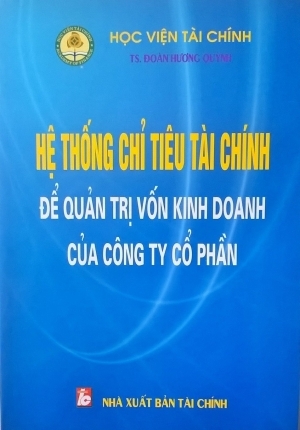 HỌC VIỆN TÀI CHÍNH
TS. ĐOÀN HƯƠNG QUỲNH
HỆ THỐNG CHỈ TIÊU TÀI CHÍNH
ĐỂ QUẢN TRỊ VỐN KINH DOANH
CỦA CÔNG TY CỔ PHẦN
NHÀ XUẤT BẢN TÀI CHÍNH